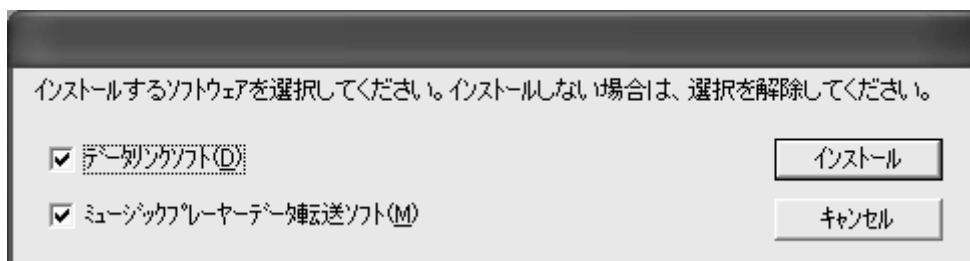 インストールするソフトウェアを選択してください。インストールしない場合は、選択を解除してください。
データリンクソフト(D)
インストール
ミュージックプレーヤーデータ転送ソフト(M)
キャンセル